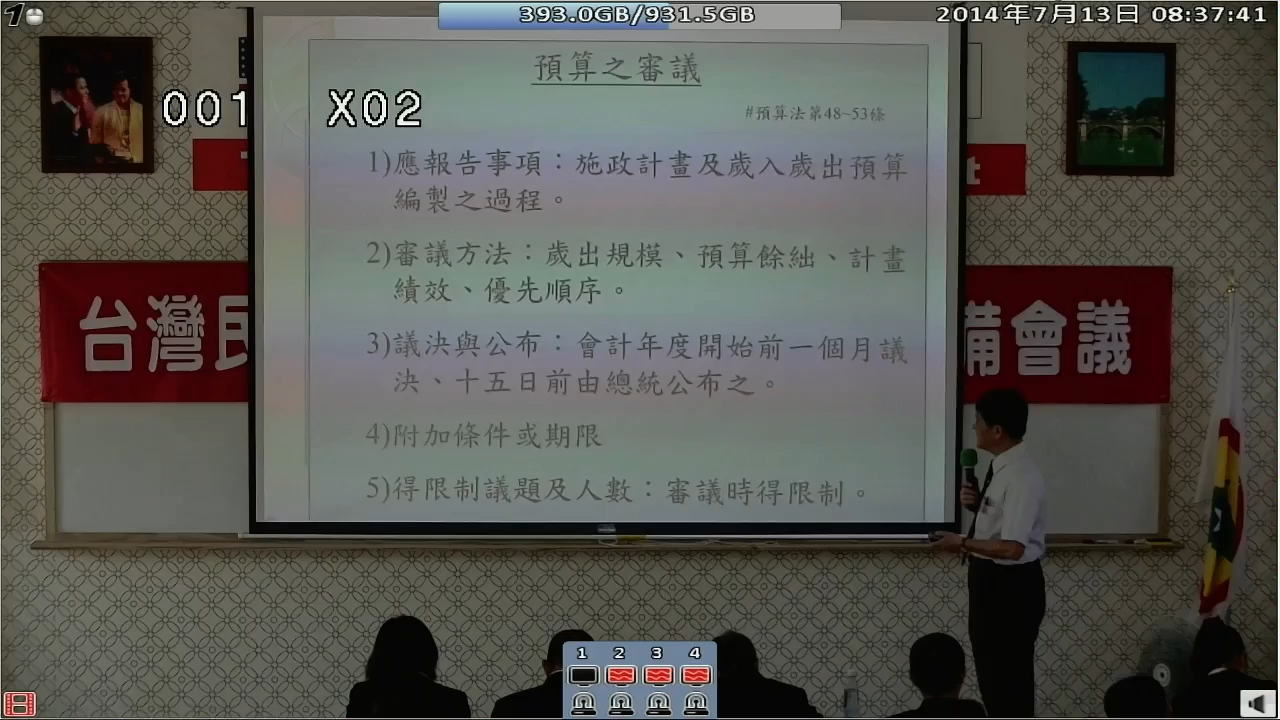 1
393.0GB/931.5GB
2014年7月13日 08:37:41
001
X02
預算之審議
#預算法第48~53條
1)應報告事項：施政計畫及歲入歲出預算
編製之過程。
2)審議方法：歲出規模、預算餘絀、計畫
績效、優先順序。
3)議決與公布：會計年度開始前一個月議
決、十五日前由總統公布之。
4)附加條件或期限
5)得限制議題及人數：審議時得限制。
t
台灣民
備會議
1 2 3 4